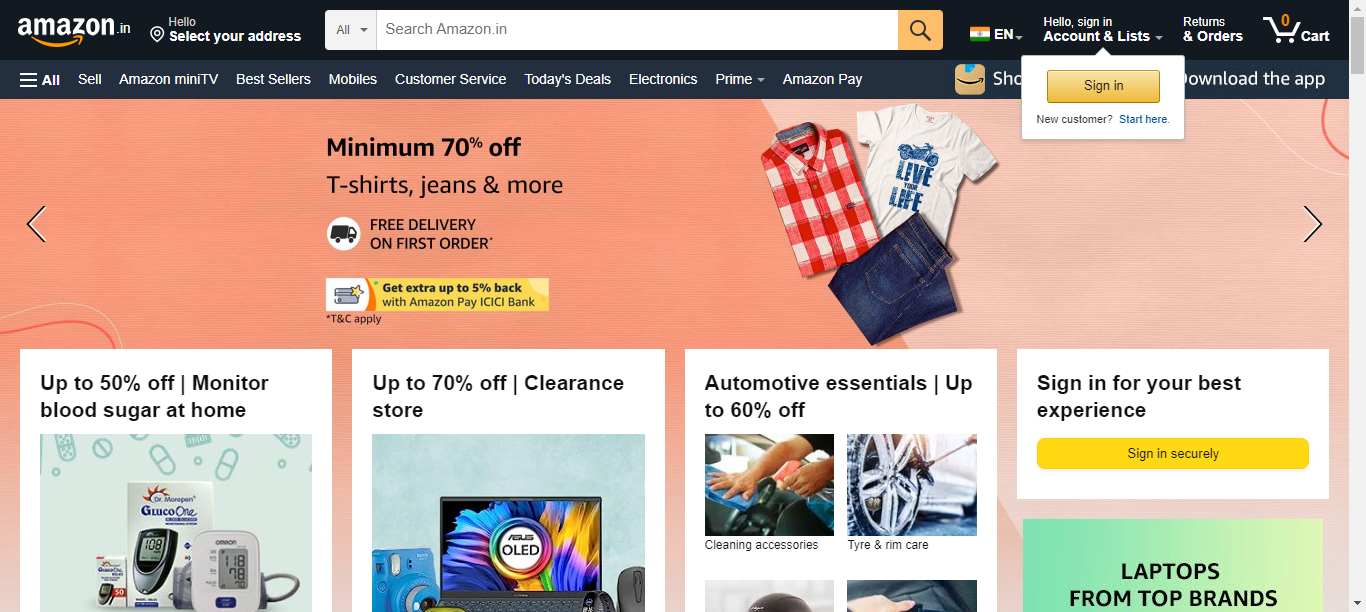 amazon.in
Hello
Select your address
All
Search Amazon.in
EN
Hello, sign in
Account & Lists
Returns
& Orders
0
Cart
All
Sell
Amazon miniTV
Best Sellers
Mobiles
Customer Service
Today's Deals
Electronics
Prime
Amazon Pay
Download the app
Sign in
New customer? Start here.
Minimum 70% off
T-shirts, jeans & more
FREE DELIVERY
ON FIRST ORDER*
Get extra up to 5% back
with Amazon Pay ICICI Bank
*T&C apply
LIVE
YOUR
LIFE
Up to 50% off | Monitor
blood sugar at home
Dr. Morepen
GlucoOne
108
omron
50
Up to 70% off | Clearance
store
ASUS
OLED
Automotive essentials | Up
to 60% off
Cleaning accessories
Tyre & rim care
Sign in for your best
experience
Sign in securely
LAPTOPS
FROM TOP BRANDS